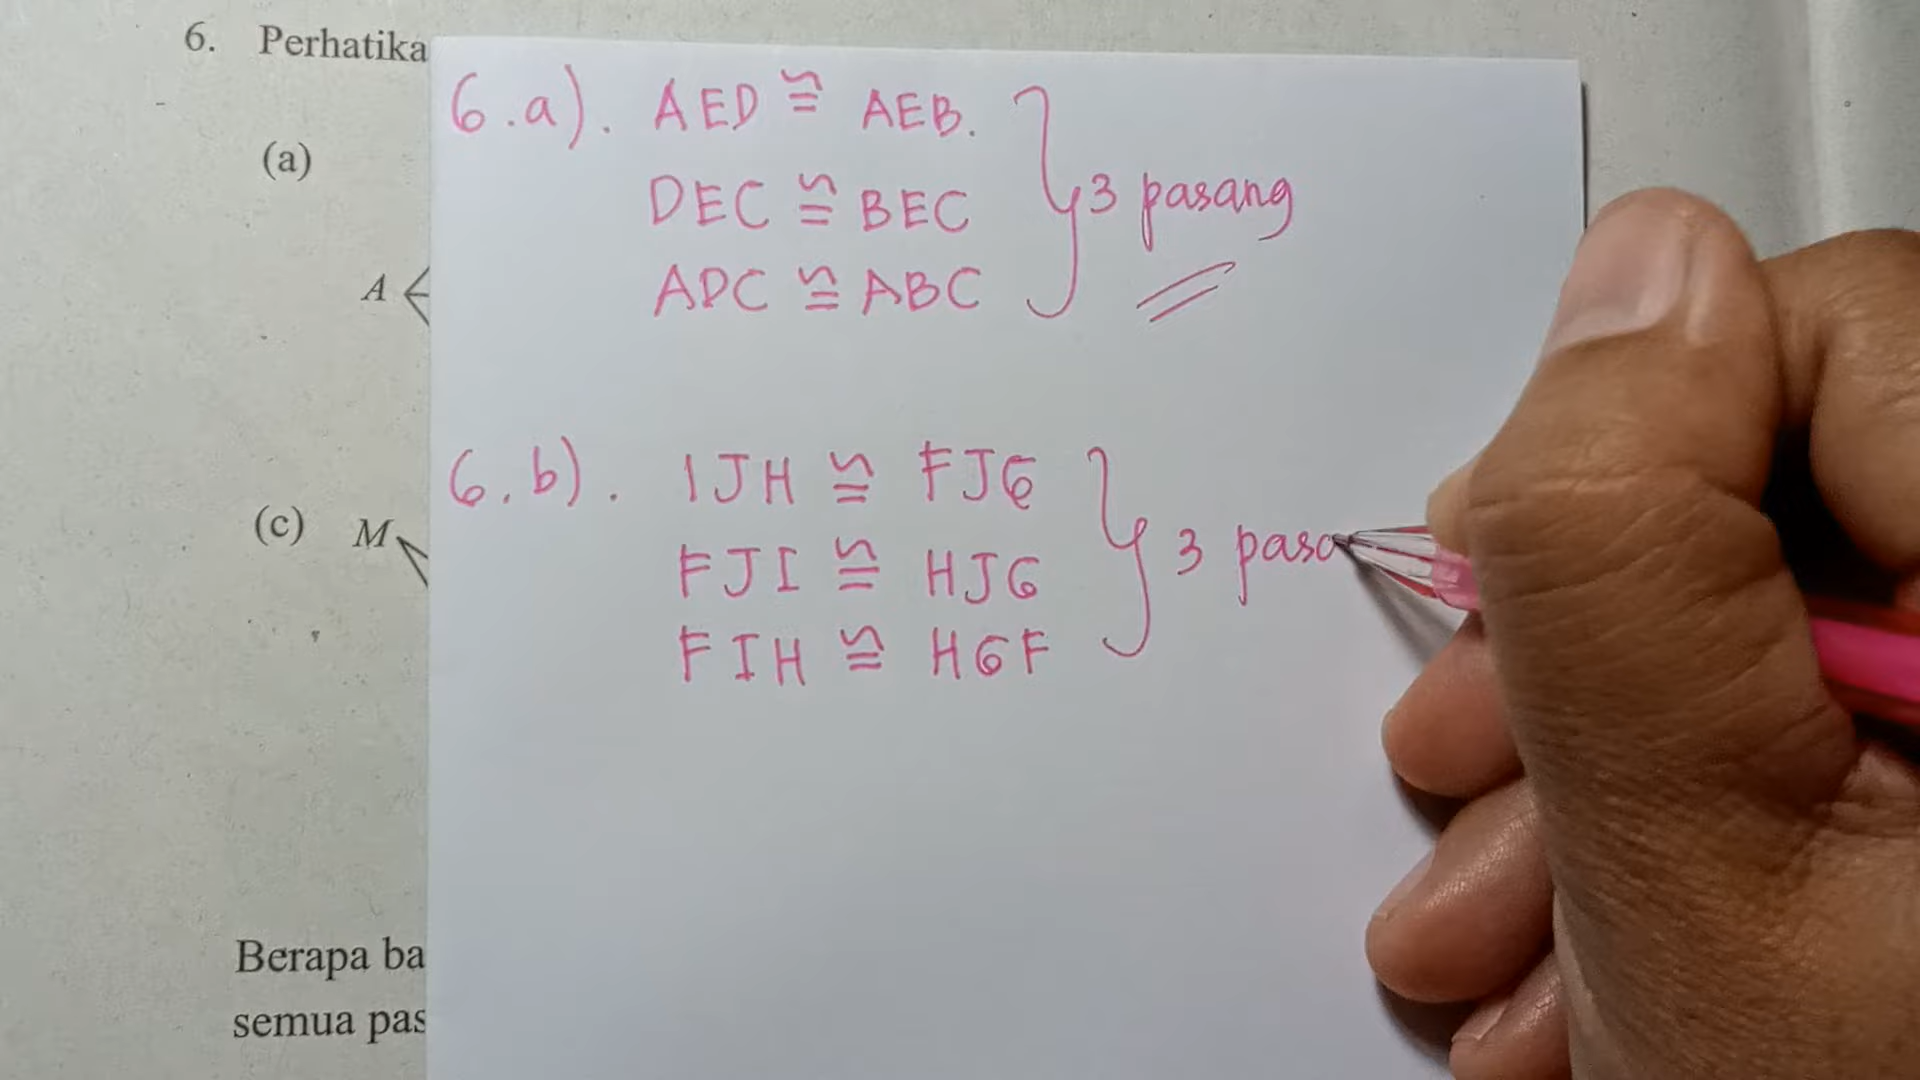 6. Perhatika
(a)
A
(c) M
Berapa ba
semua pas
6.a). AED ≅ AEB.
DEC ≅ BEC
ADC ≅ ABC
3 pasang
6.b). IJH ≅ FJG
FJI ≅ HJG
FIH ≅ HGF
3 pasa